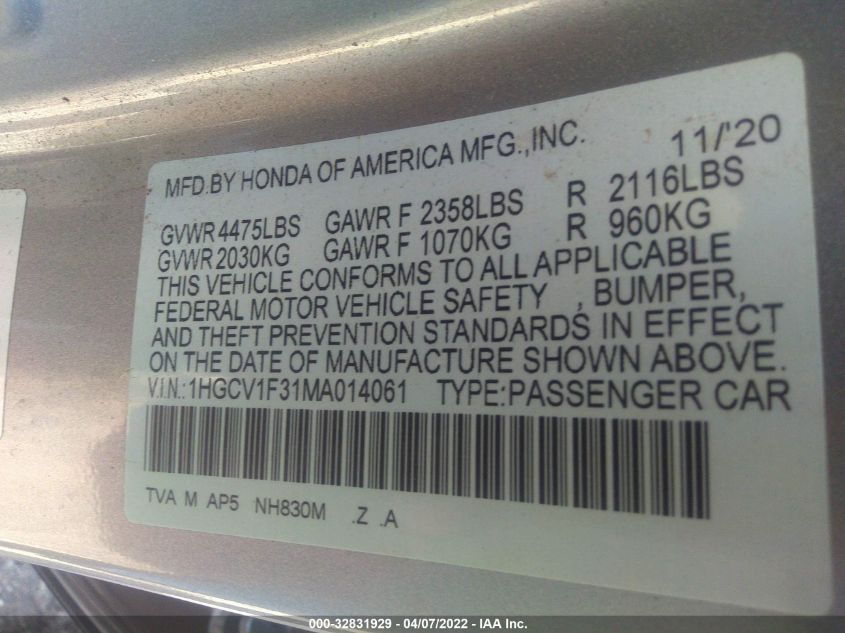 MFD.BY HONDA OF AMERICA MFG.,INC. 11/'20
GVWR 4475LBS GAWR F 2358LBS R 2116LBS
GVWR 2030KG GAWR F 1070KG R 960KG
THIS VEHICLE CONFORMS TO ALL APPLICABLE
FEDERAL MOTOR VEHICLE SAFETY , BUMPER,
AND THEFT PREVENTION STANDARDS IN EFFECT
ON THE DATE OF MANUFACTURE SHOWN ABOVE.
V.I.N.:1HGCV1F31MA014061 TYPE:PASSENGER CAR
TVA M AP5 NH830M .Z .A
000-32831929 - 04/07/2022 - IAA Inc.